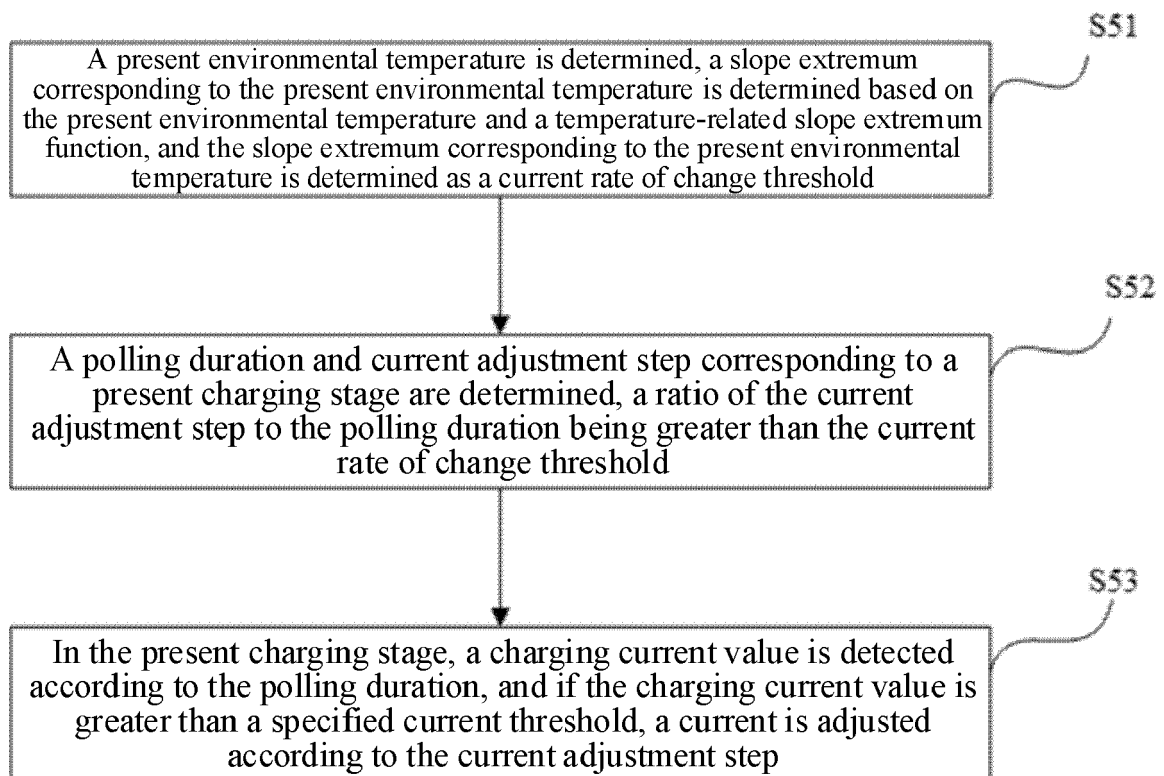 S51
A present environmental temperature is determined, a slope extremum
corresponding to the present environmental temperature is determined based on
the present environmental temperature and a temperature-related slope extremum
function, and the slope extremum corresponding to the present environmental
temperature is determined as a current rate of change threshold
S52
A polling duration and current adjustment step corresponding to a
present charging stage are determined, a ratio of the current
adjustment step to the polling duration being greater than the current
rate of change threshold
S53
In the present charging stage, a charging current value is detected
according to the polling duration, and if the charging current value is
greater than a specified current threshold, a current is adjusted
according to the current adjustment step